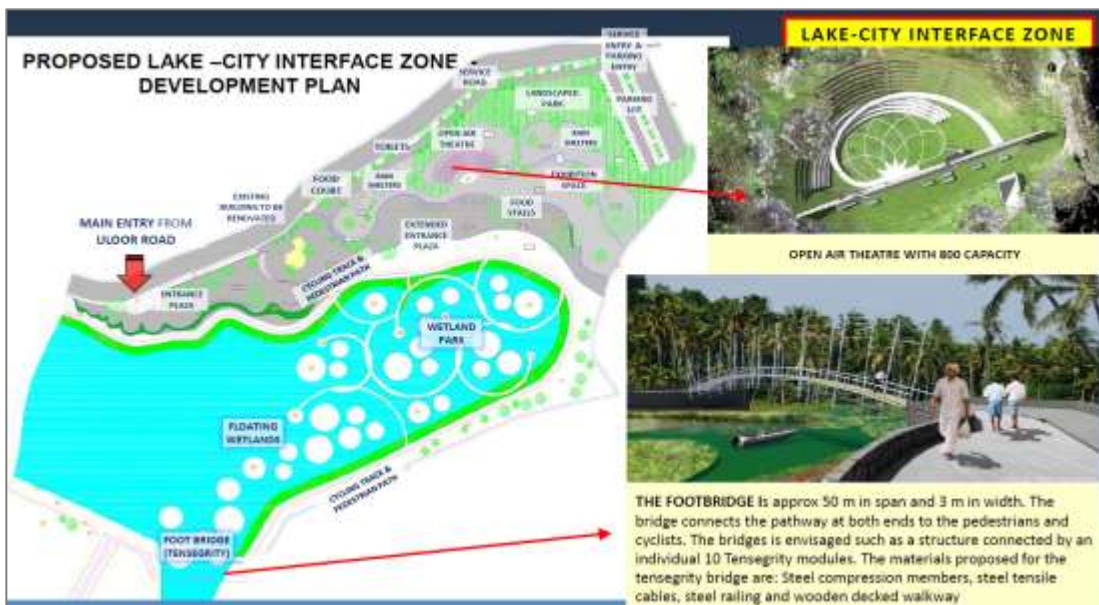 LAKE-CITY INTERFACE ZONE
PROPOSED LAKE –CITY INTERFACE ZONE -
DEVELOPMENT PLAN
SERVICE
ENTRY &
PARKING
ENTRY
SERVICE
ROAD
LANDSCAPED
PARK
PARKING
LOT
OPEN AIR
THEATRE
RAIN
SHELTERS
TOILETS
EXHIBITION
SPACE
FOOD
COURT
RAIN
SHELTERS
FOOD
STALLS
EXISTING
BUILDING TO BE
RENOVATED
MAIN ENTRY FROM
ULOOR ROAD
EXTENDED
ENTRANCE
PLAZA
CYCLING TRACK &
PEDESTRIAN PATH
ENTRANCE
PLAZA
WETLAND
PARK
FLOATING
WETLANDS
CYCLING TRACK &
PEDESTRIAN PATH
FOOT BRIDGE
(TENSEGRITY)
OPEN AIR THEATRE WITH 800 CAPACITY
THE FOOTBRIDGE Is approx 50 m in span and 3 m in width. The
bridge connects the pathway at both ends to the pedestrians and
cyclists. The bridges is envisaged such as a structure connected by an
individual 10 Tensegrity modules. The materials proposed for the
tensegrity bridge are: Steel compression members, steel tensile
cables, steel railing and wooden decked walkway